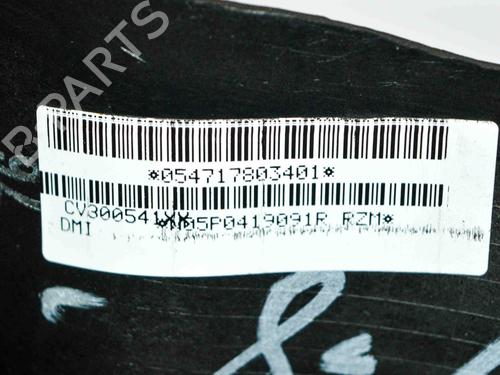 B-PARTS
*054717803401*
CV300541XX
*N05P0419091R RZM*
DMI